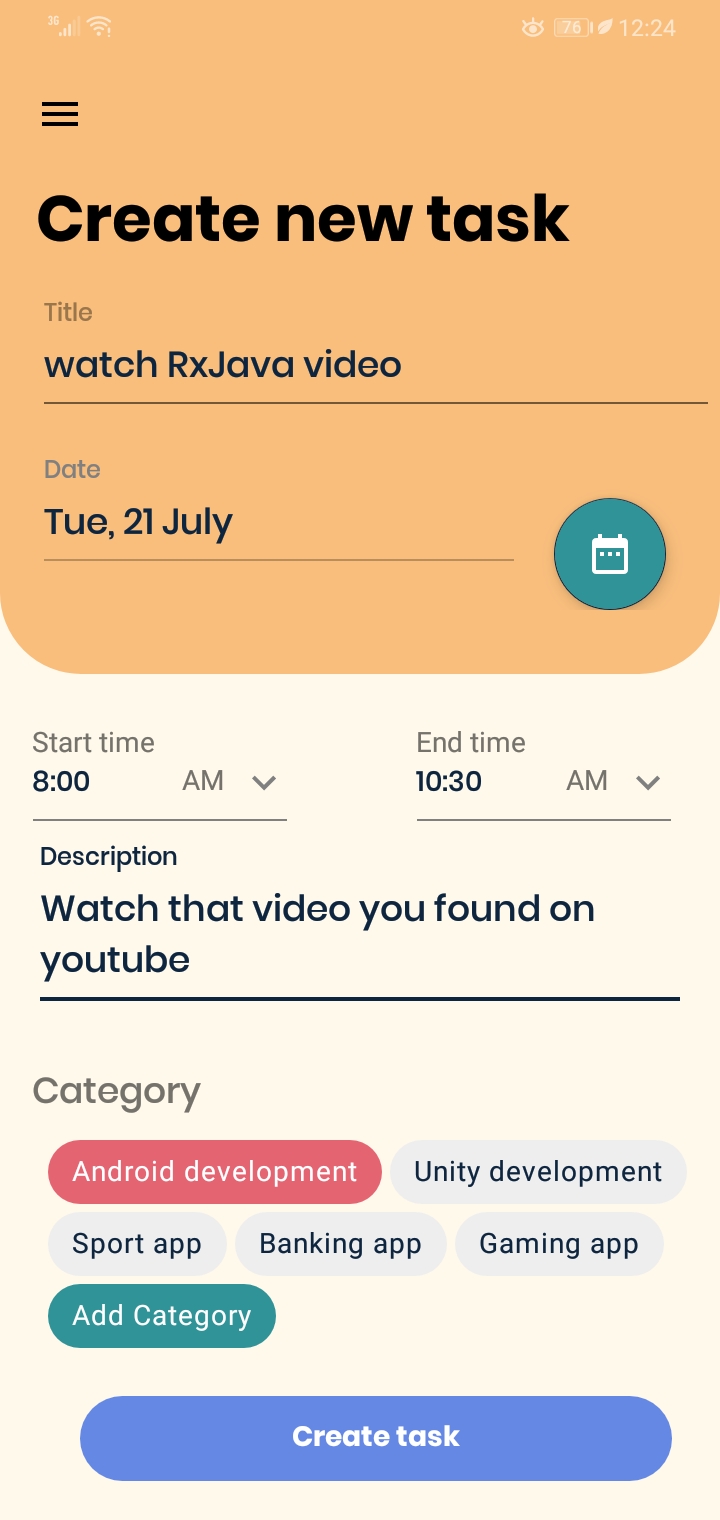 3G 76 12:24
Create new task
Title
watch RxJava video
Date
Tue, 21 July
Start time End time
8:00 AM 10:30 AM
Description
Watch that video you found on
youtube
Category
Android development Unity development
Sport app Banking app Gaming app
Add Category
Create task